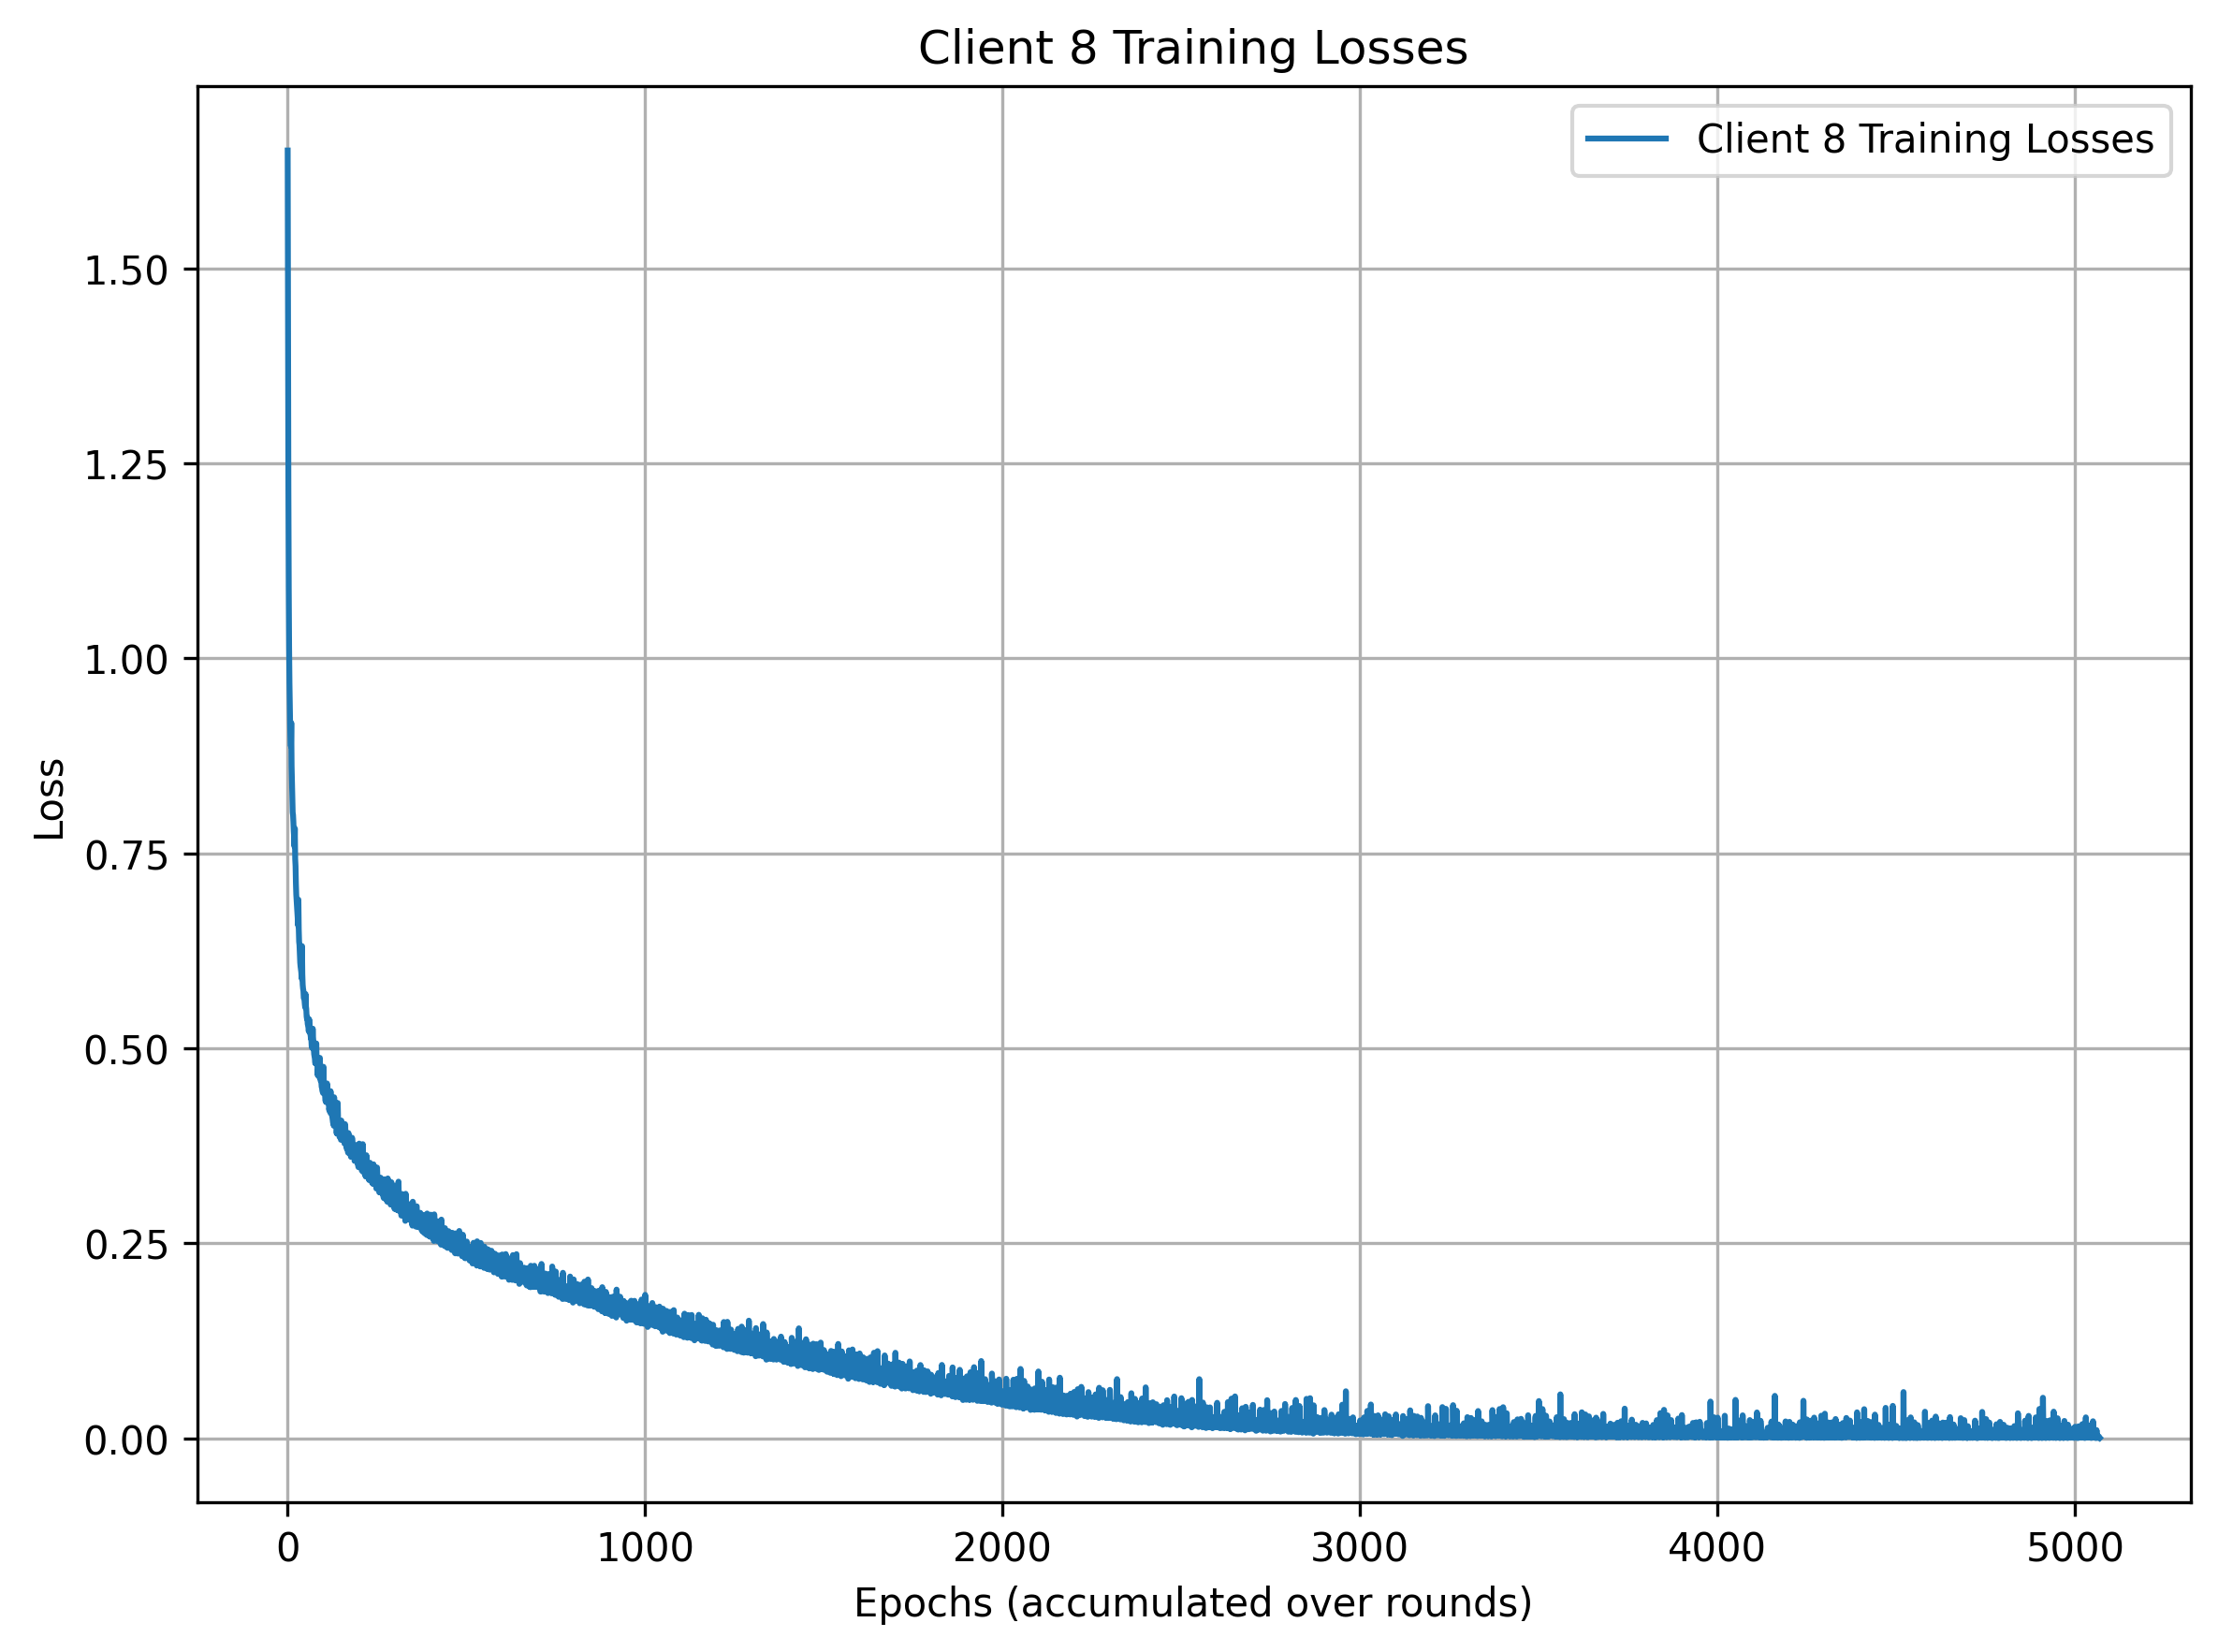 Client 8 Training Losses
Client 8 Training Losses
1.50
1.25
1.00
0.75
0.50
0.25
0.00
Loss
0 1000 2000 3000 4000 5000
Epochs (accumulated over rounds)